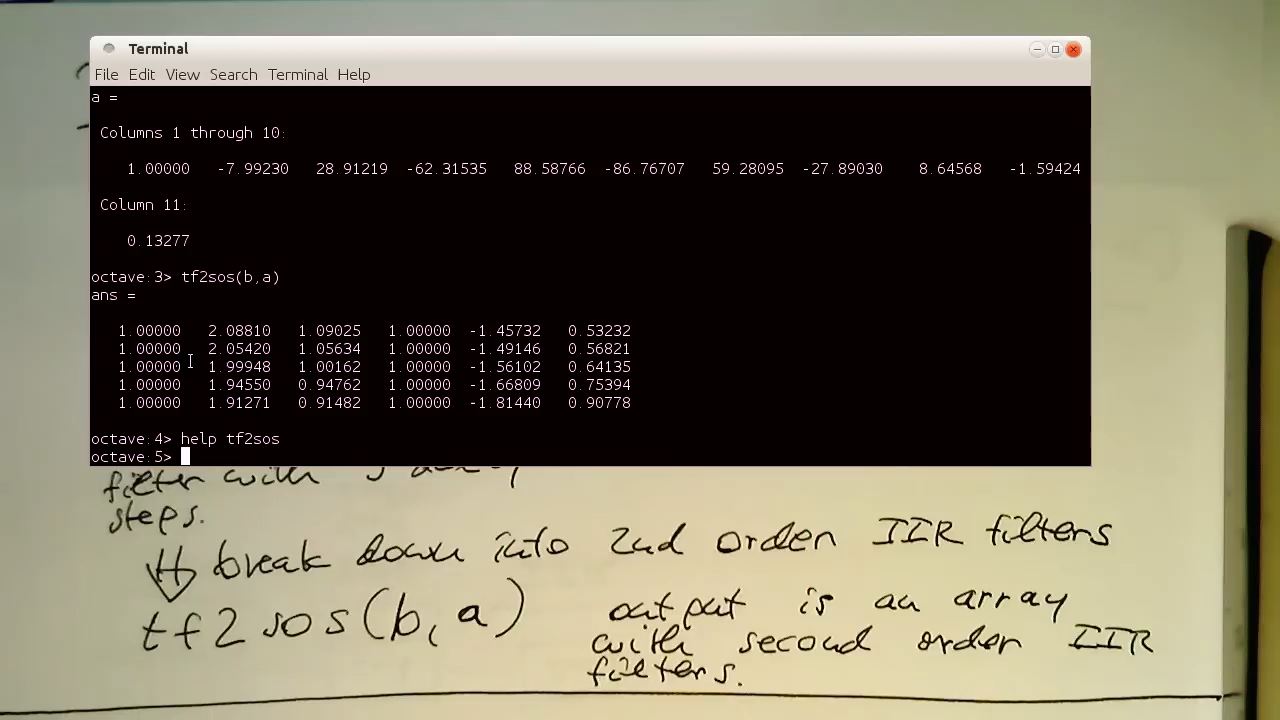 Terminal
File Edit View Search Terminal Help
a =
Columns 1 through 10:
1.00000 -7.99230 28.91219 -62.31535 88.58766 -86.76707 59.28095 -27.89030 8.64568 -1.59424
Column 11:
0.13277
octave:3> tf2sos(b,a)
ans =
1.00000 2.08810 1.09025 1.00000 -1.45732 0.53232
1.00000 2.05420 1.05634 1.00000 -1.49146 0.56821
1.00000 1.99948 1.00162 1.00000 -1.56102 0.64135
1.00000 1.94550 0.94762 1.00000 -1.66809 0.75394
1.00000 1.91271 0.91482 1.00000 -1.81440 0.90778
octave:4> help tf2sos
octave:5>
filter with
steps.
break down into 2nd order IIR filters
tf2sos(b,a) output is an array
with second order IIR
filters.